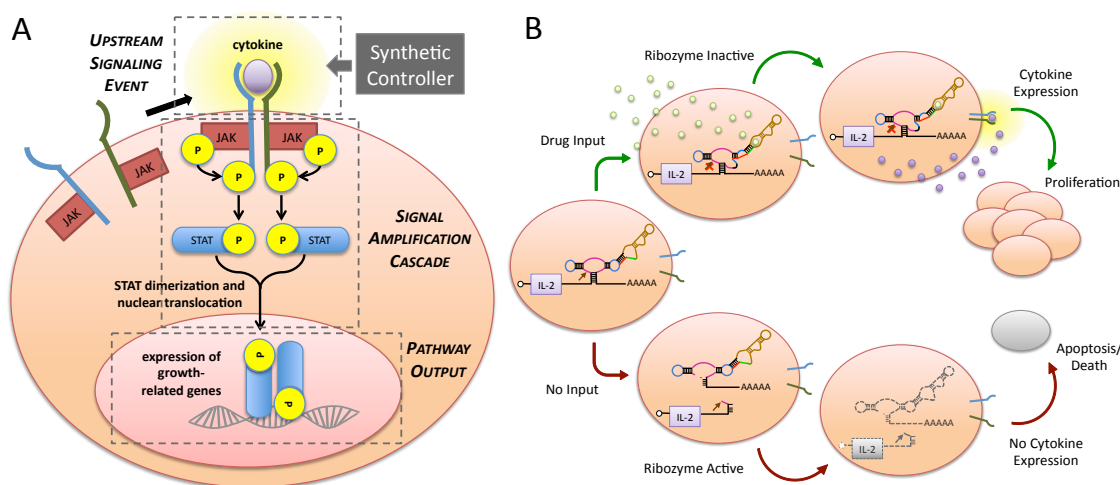 A
UPSTREAM
SIGNALING
EVENT
cytokine
Synthetic
Controller
JAK
JAK
P
P
P
P
JAK
JAK
STAT
P
P
STAT
SIGNAL
AMPLIFICATION
CASCADE
STAT dimerization and
nuclear translocation
PATHWAY
OUTPUT
expression of
growth-
related genes
P
P
B
Ribozyme Inactive
Drug Input
IL-2
AAAAA
IL-2
AAAAA
Cytokine
Expression
Proliferation
IL-2
AAAAA
No Input
AAAAA
IL-2
Ribozyme Active
AAAAA
IL-2
Apoptosis/
Death
No Cytokine
Expression